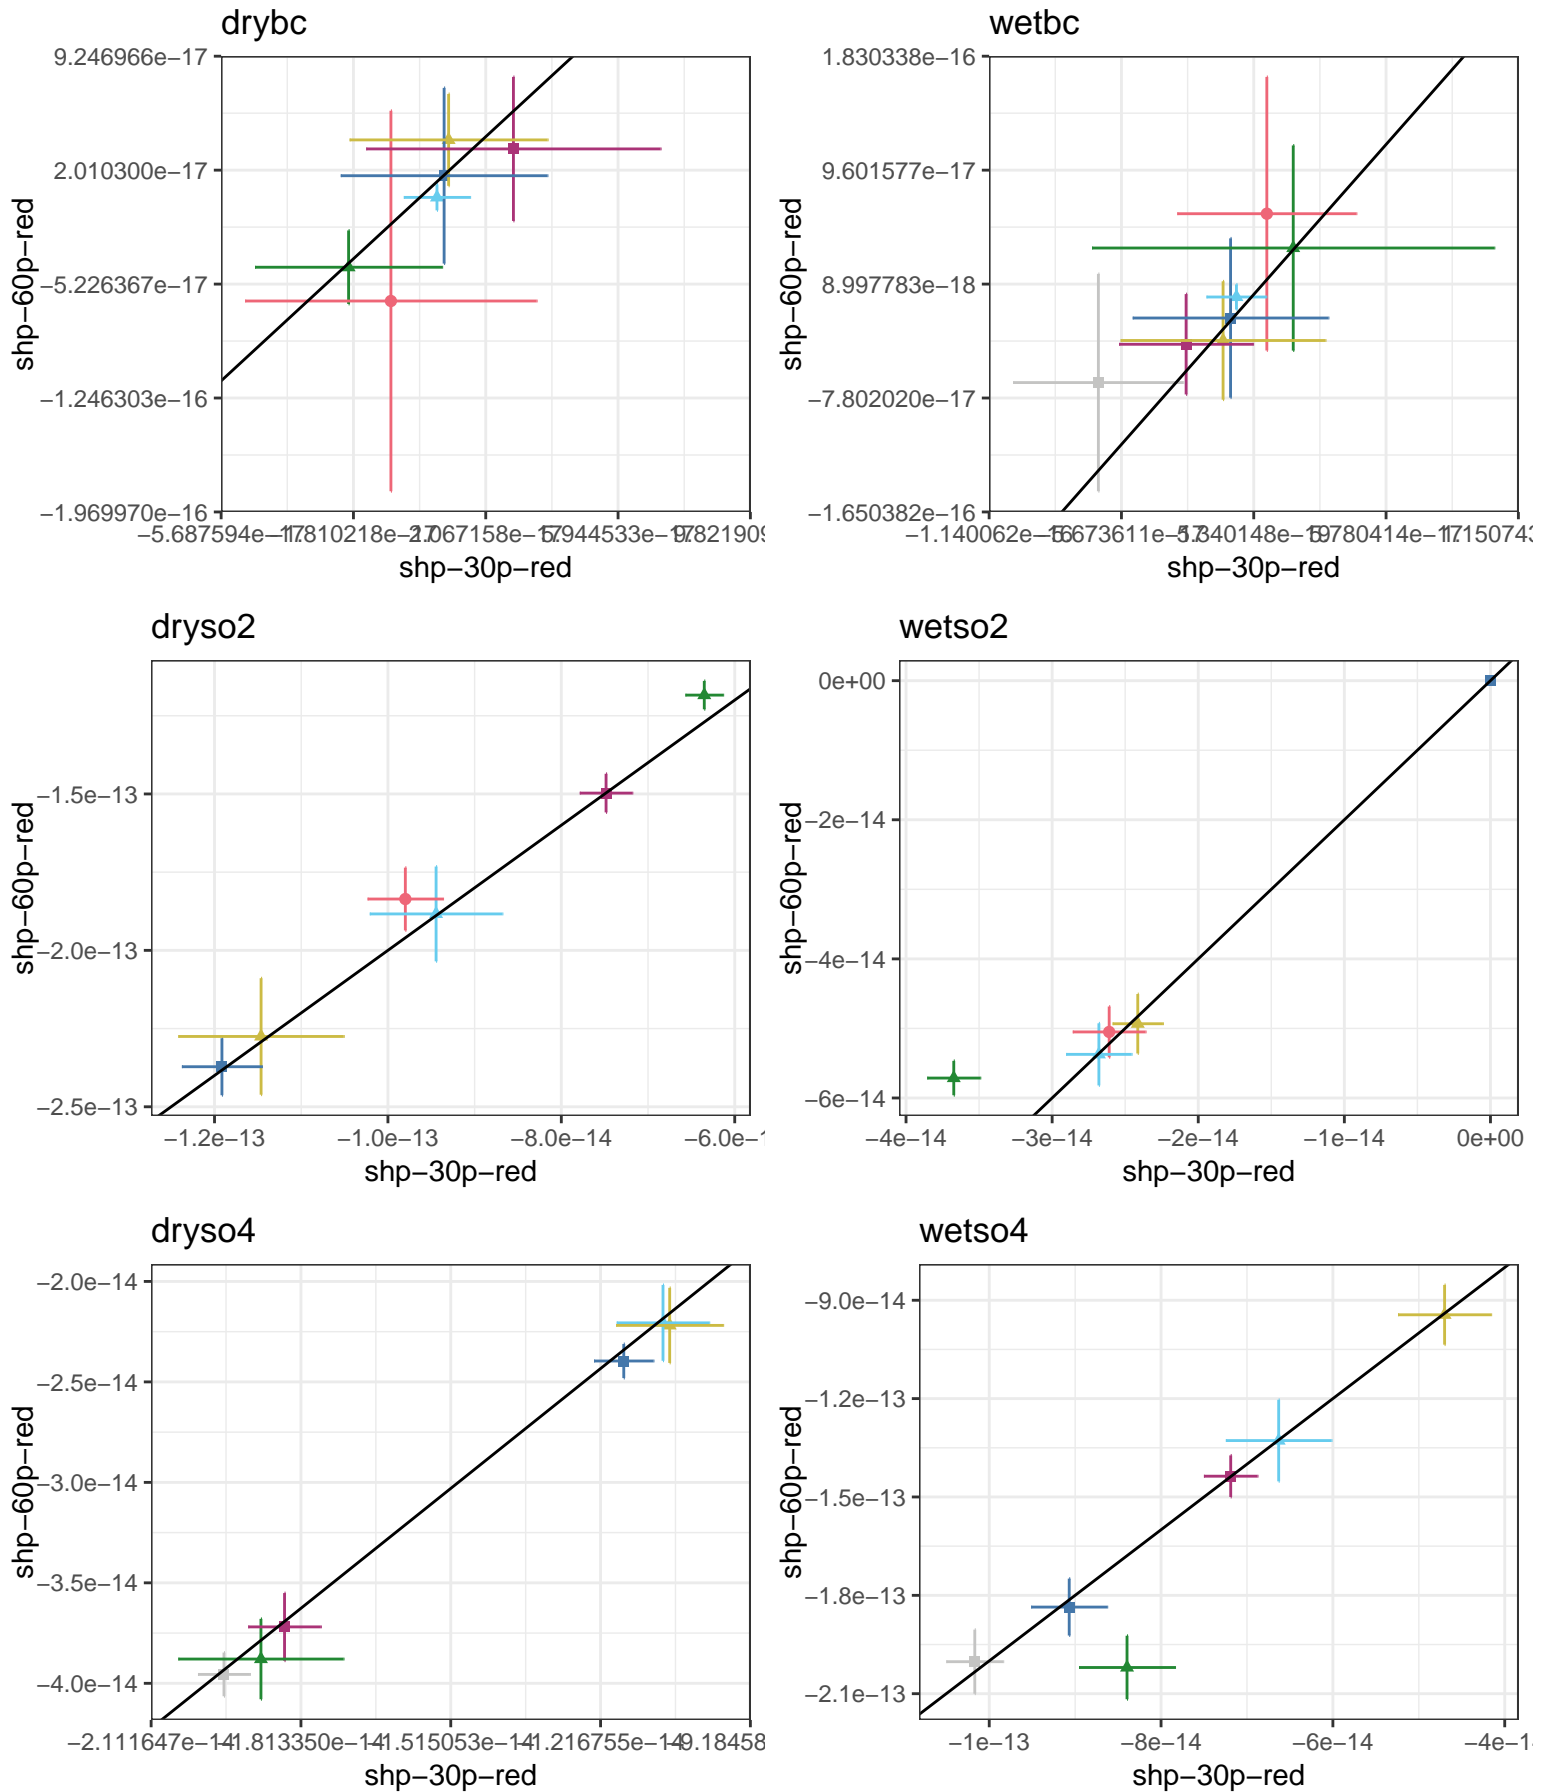 drybc
wetbc
9.246966e−17
2.010300e−17
−5.226367e−17
−1.246303e−16
−1.969970e−16
shp−60p−red
shp−30p−red
1.830338e−16
9.601577e−17
8.997783e−18
−7.802020e−17
−1.650382e−16
shp−60p−red
shp−30p−red
dryso2
wetso2
−1.5e−13
−2.0e−13
−2.5e−13
shp−60p−red
−1.2e−13
−1.0e−13
−8.0e−14
shp−30p−red
0e+00
−2e−14
−4e−14
−6e−14
shp−60p−red
−4e−14
−3e−14
−2e−14
−1e−14
0e+00
shp−30p−red
dryso4
wetso4
−2.0e−14
−2.5e−14
−3.0e−14
−3.5e−14
−4.0e−14
shp−60p−red
shp−30p−red
−9.0e−14
−1.2e−13
−1.5e−13
−1.8e−13
−2.1e−13
shp−60p−red
−1e−13
−8e−14
−6e−14
shp−30p−red